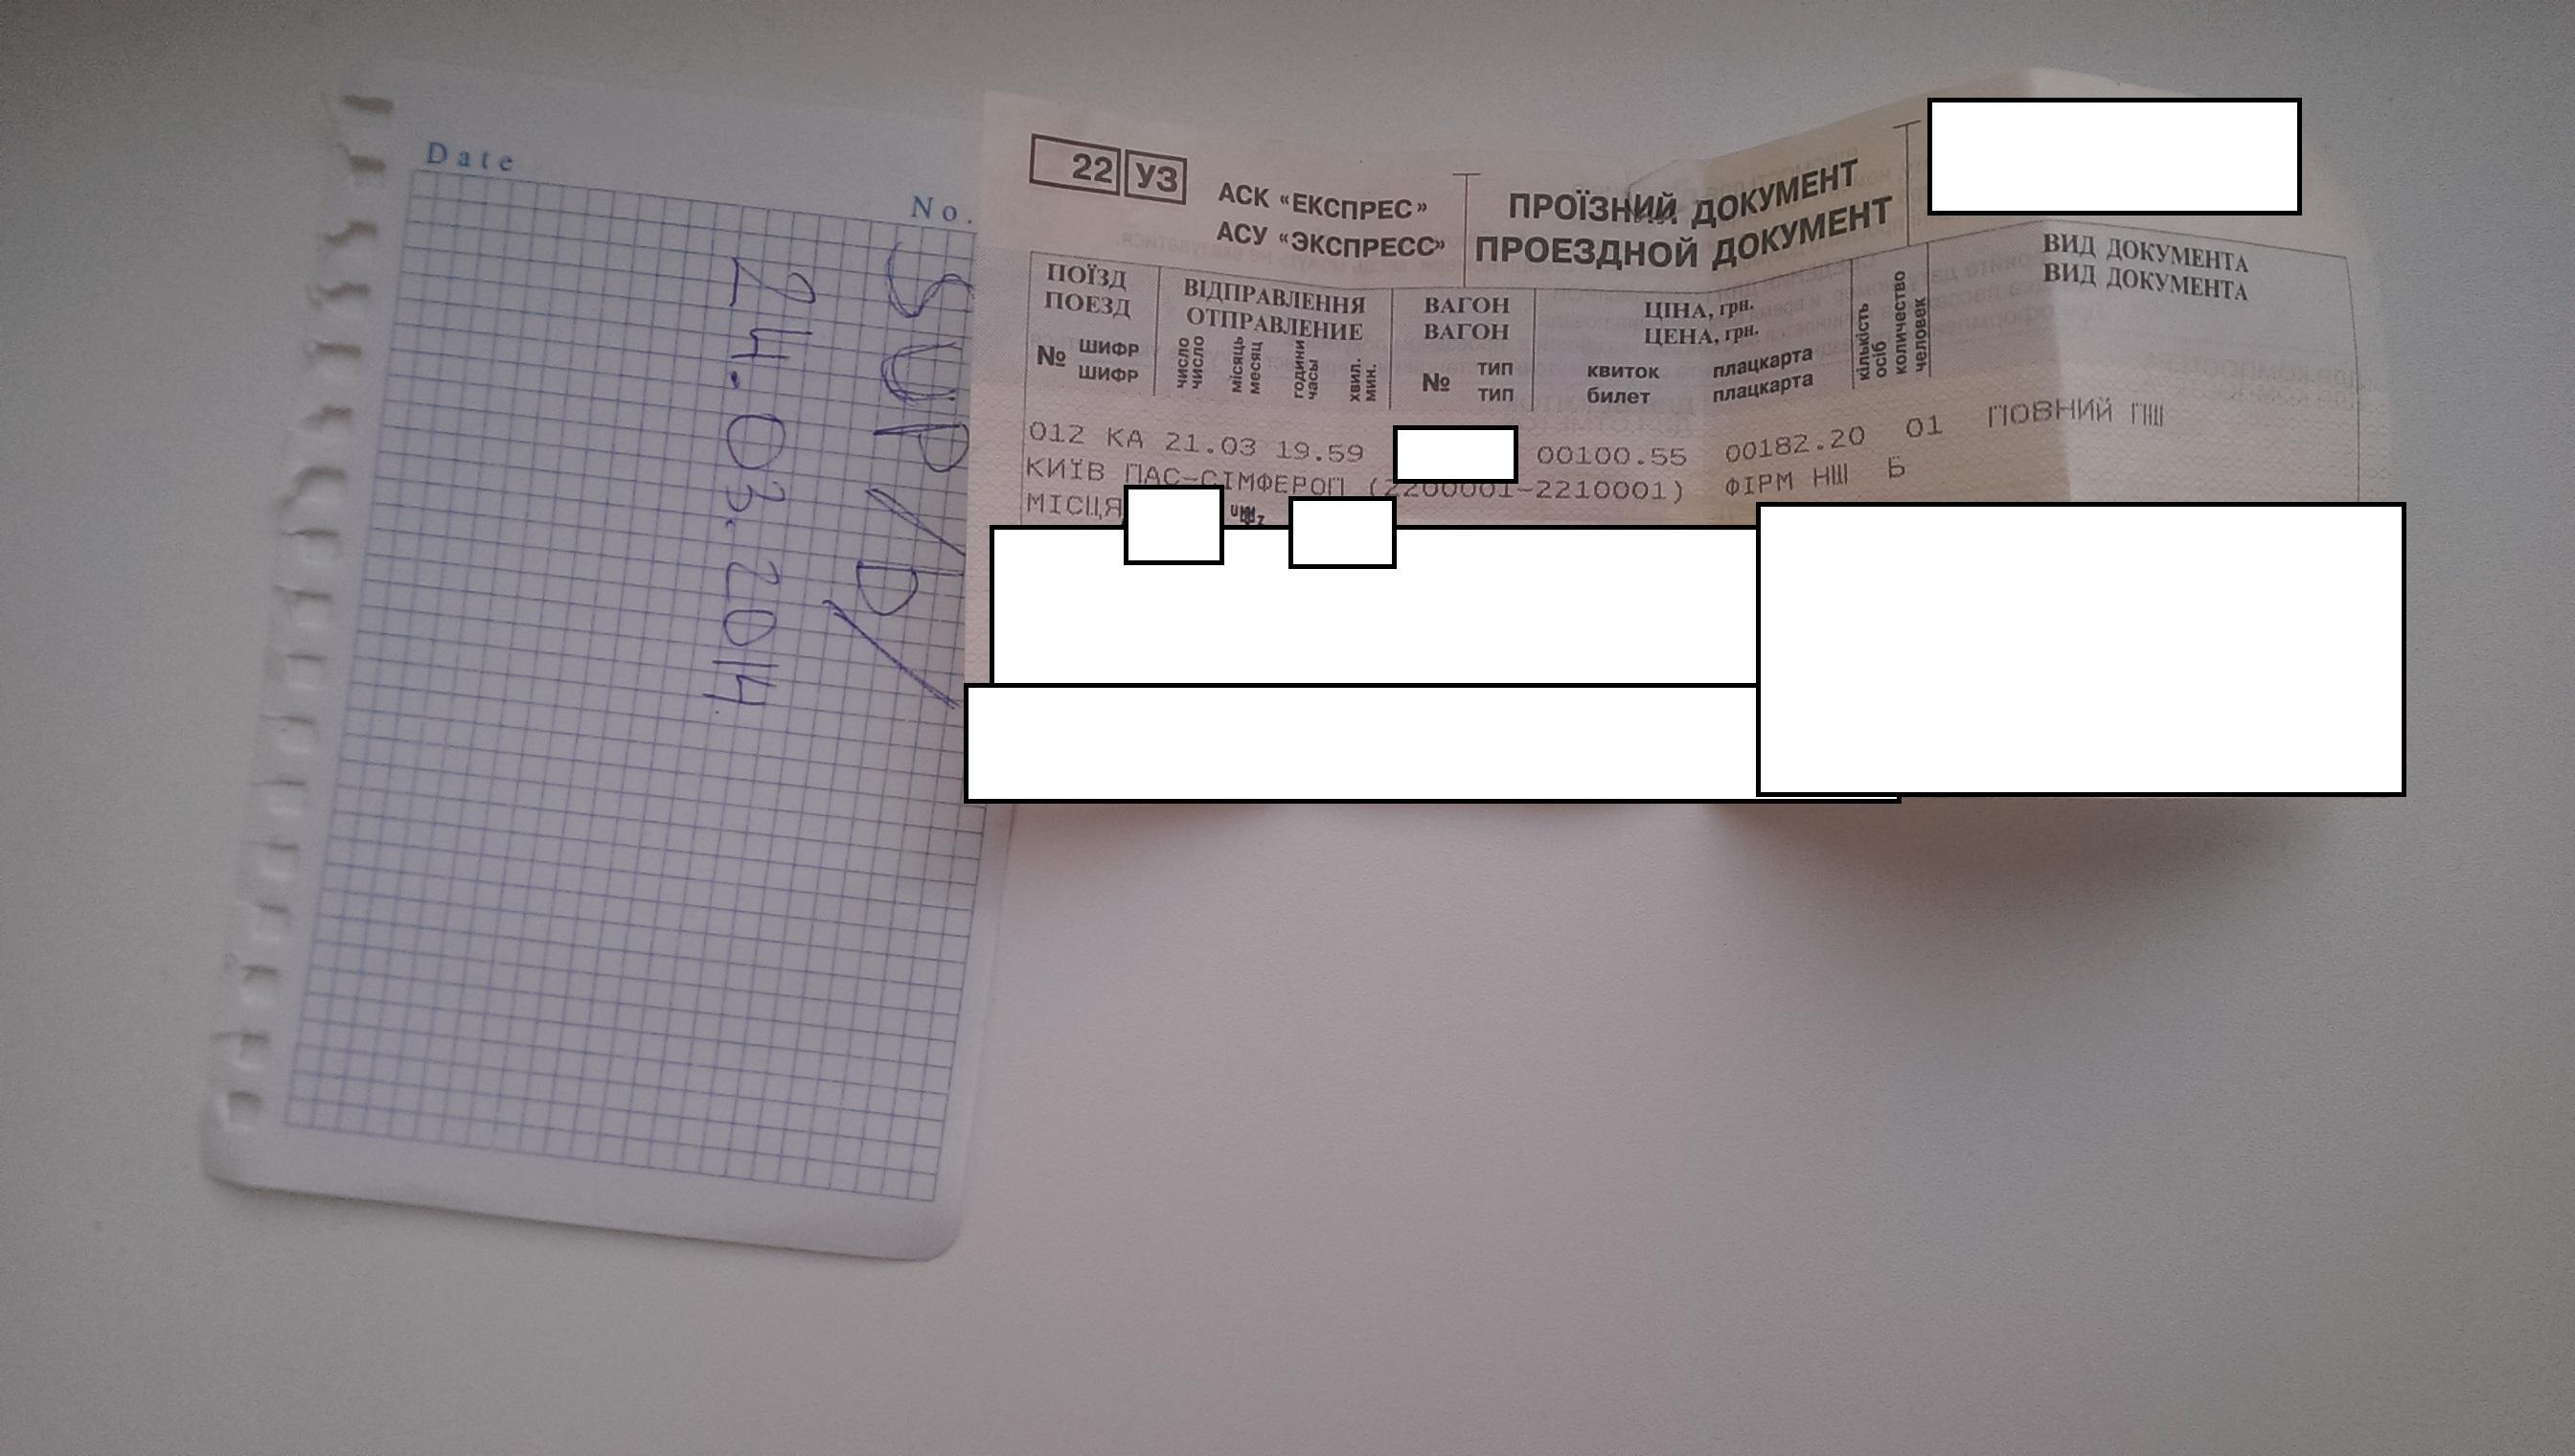 Date
No.
SUP /D/
24.03.2014
22 УЗ
АСК «ЕКСПРЕС»
АСУ «ЭКСПРЕСС»
ПРОЇЗНИЙ ДОКУМЕНТ
ПРОЕЗДНОЙ ДОКУМЕНТ
ПОЇЗД
ПОЕЗД
№ ШИФР
ШИФР
ВІДПРАВЛЕННЯ
ОТПРАВЛЕНИЕ
число
число
місяць
месяц
години
часы
хвил.
мин.
ВАГОН
ВАГОН
№ ТИП
ТИП
ЦІНА, грн.
ЦЕНА, грн.
квиток
билет
плацкарта
плацкарта
кількість
осіб
количество
человек
ВИД ДОКУМЕНТА
ВИД ДОКУМЕНТА
012 КА 21.03 19.59 00100.55 00182.20 01 ПОВНИЙ ПШ
КИЇВ ПАС-СІМФЕРОП (2200001-2210001) ФІРМ НШ Б
МІСЦЯ